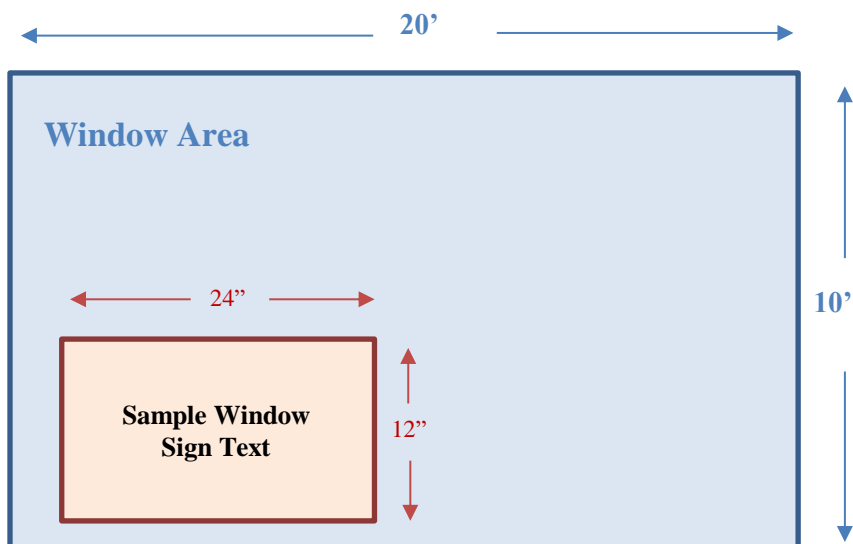 20’
Window Area
24”
10’
Sample Window
Sign Text
12”